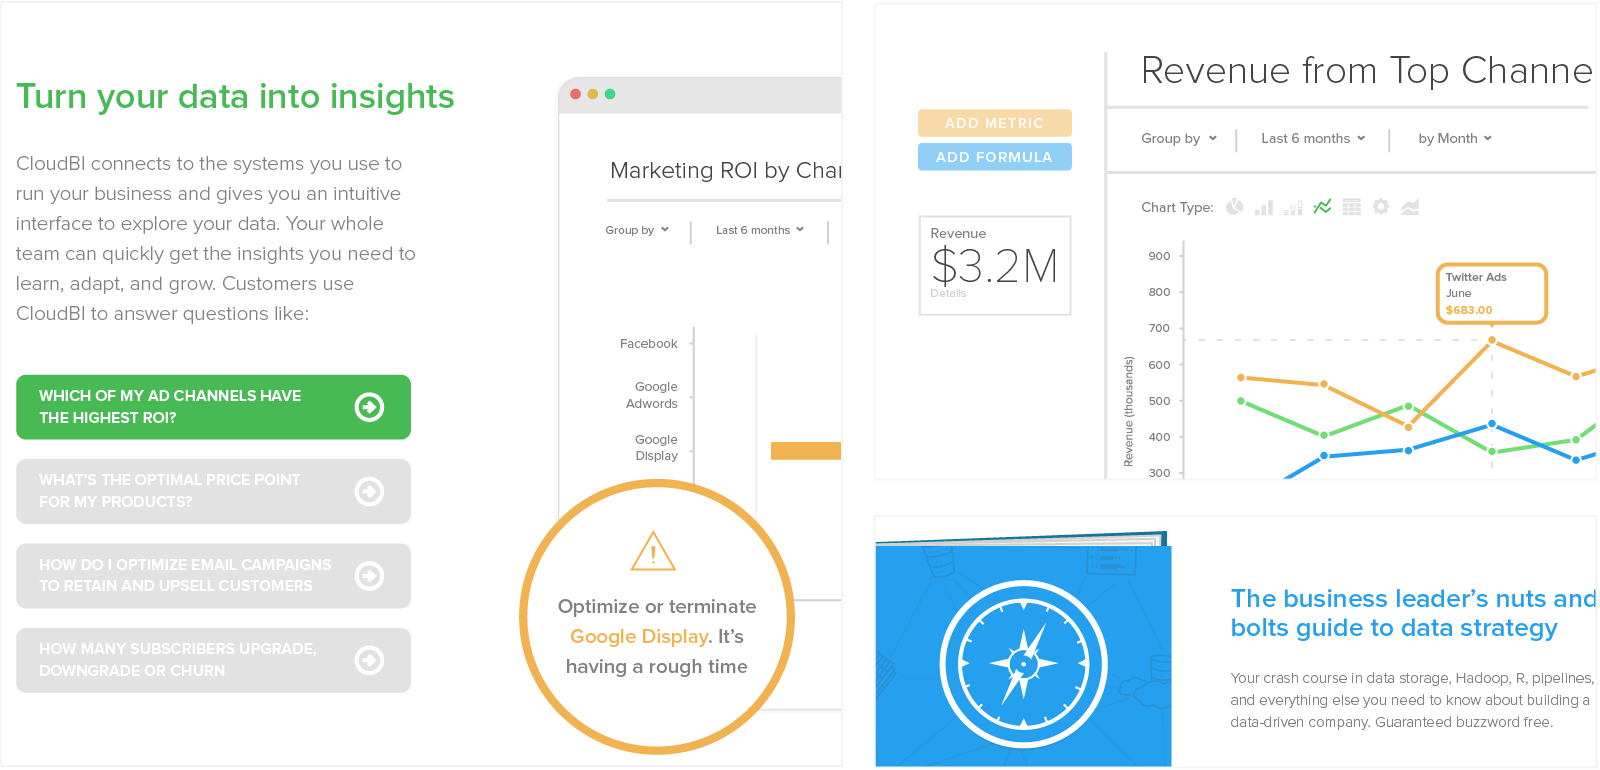 Turn your data into insights
CloudBI connects to the systems you use to
run your business and gives you an intuitive
interface to explore your data. Your whole
team can quickly get the insights you need to
learn, adapt, and grow. Customers use
CloudBI to answer questions like:
WHICH OF MY AD CHANNELS HAVE
THE HIGHEST ROI?
WHAT'S THE OPTIMAL PRICE POINT
FOR MY PRODUCTS?
HOW DO I OPTIMIZE EMAIL CAMPAIGNS
TO RETAIN AND UPSELL CUSTOMERS
HOW MANY SUBSCRIBERS UPGRADE,
DOWNGRADE OR CHURN
Marketing ROI by Char
Group by
Last 6 months
Facebook
Google
Adwords
Google
Display
Optimize or terminate
Google Display. It's
having a rough time
Revenue from Top Channe
ADD METRIC
ADD FORMULA
Group by
Last 6 months
by Month
Revenue
$3.2M
Details
Chart Type:
900
800
700
600
500
400
300
Revenue (thousands)
Twitter Ads
June
$683.00
The business leader's nuts and
bolts guide to data strategy
Your crash course in data storage, Hadoop, R, pipelines,
and everything else you need to know about building a
data-driven company. Guaranteed buzzword free.